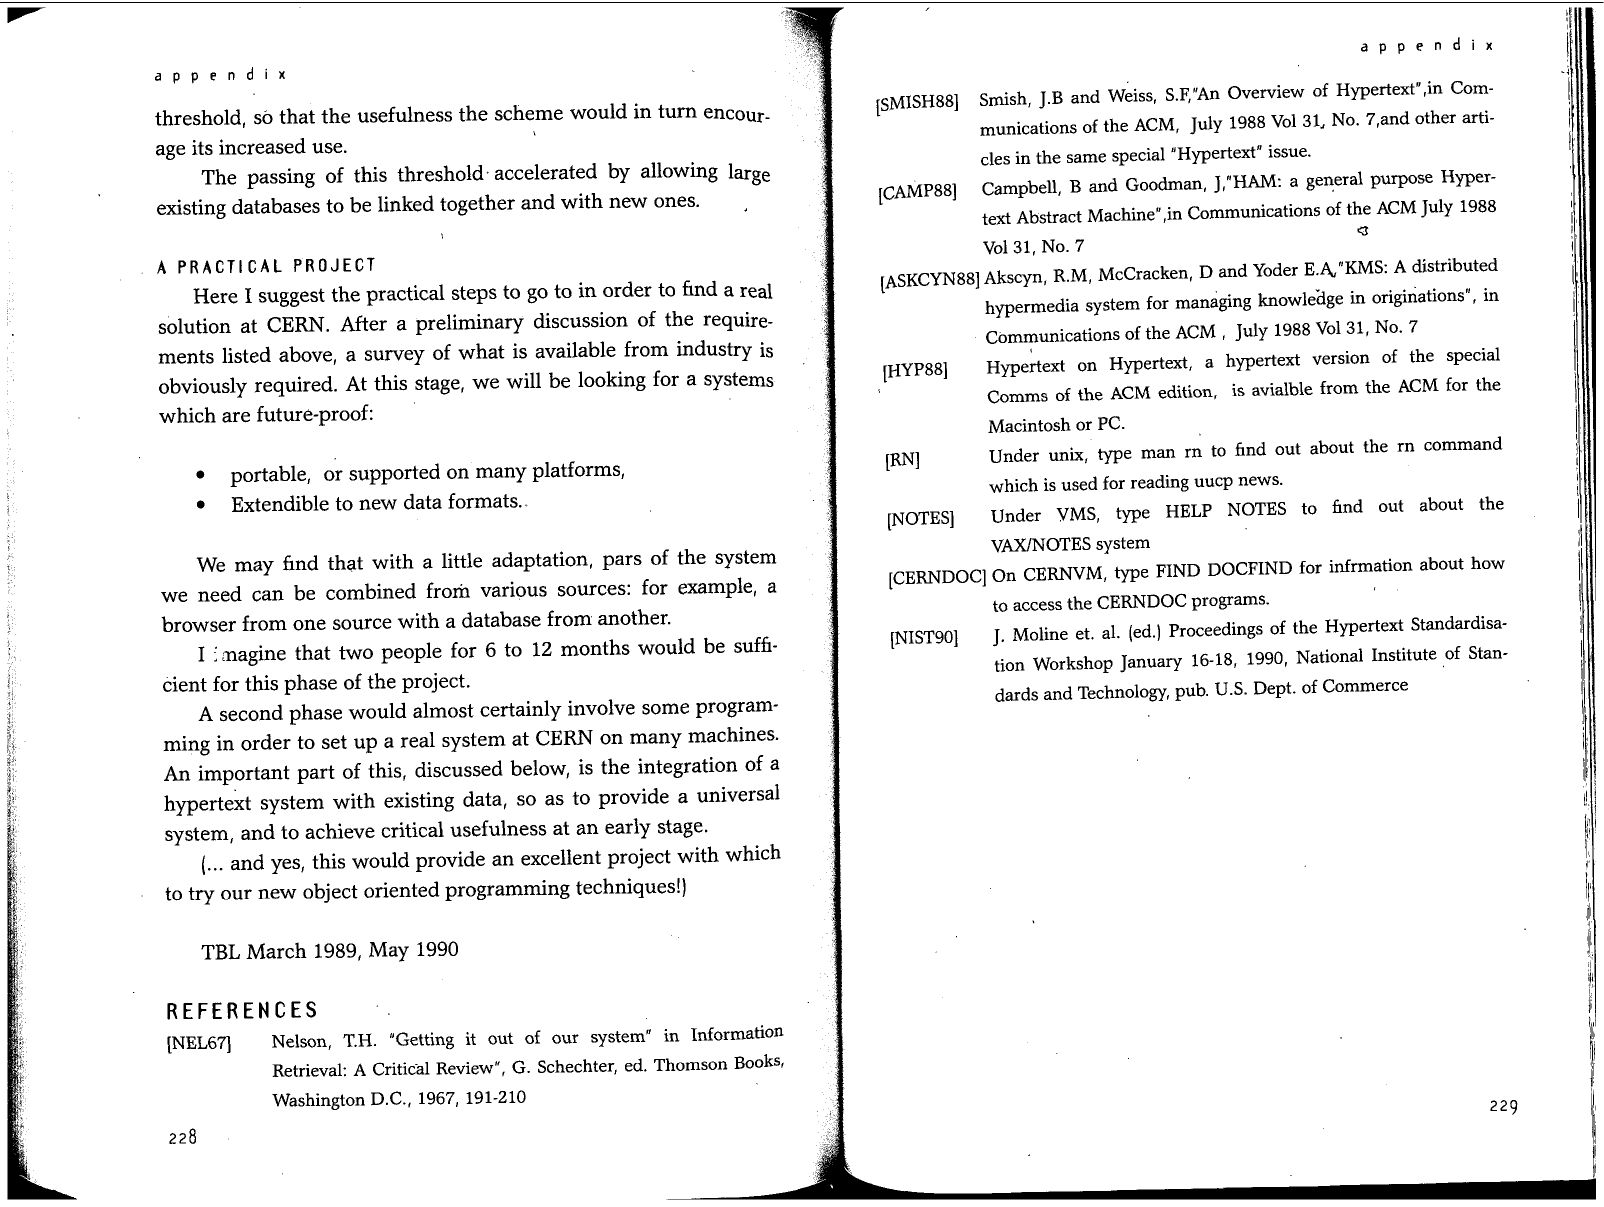 appendix
threshold, so that the usefulness the scheme would in turn encour-
age its increased use.
The passing of this threshold accelerated by allowing large
existing databases to be linked together and with new ones.
A PRACTICAL PROJECT
Here I suggest the practical steps to go to in order to find a real
solution at CERN. After a preliminary discussion of the require-
ments listed above, a survey of what is available from industry is
obviously required. At this stage, we will be looking for a systems
which are future-proof:
• portable, or supported on many platforms,
• Extendible to new data formats.
We may find that with a little adaptation, pars of the system
we need can be combined from various sources: for example, a
browser from one source with a database from another.
I imagine that two people for 6 to 12 months would be suffi-
cient for this phase of the project.
A second phase would almost certainly involve some program-
ming in order to set up a real system at CERN on many machines.
An important part of this, discussed below, is the integration of a
hypertext system with existing data, so as to provide a universal
system, and to achieve critical usefulness at an early stage.
(... and yes, this would provide an excellent project with which
to try our new object oriented programming techniques!)
TBL March 1989, May 1990
REFERENCES
[NEL67] Nelson, T.H. "Getting it out of our system" in Information
Retrieval: A Critical Review", G. Schechter, ed. Thomson Books,
Washington D.C., 1967, 191-210
228
appendix
[SMISH88] Smish, J.B and Weiss, S.F,"An Overview of Hypertext",in Com-
munications of the ACM, July 1988 Vol 31, No. 7,and other arti-
cles in the same special "Hypertext" issue.
[CAMP88] Campbell, B and Goodman, J,"HAM: a general purpose Hyper-
text Abstract Machine",in Communications of the ACM July 1988
Vol 31, No. 7
[ASKCYN88] Akscyn, R.M, McCracken, D and Yoder E.A,"KMS: A distributed
hypermedia system for managing knowledge in originations", in
Communications of the ACM , July 1988 Vol 31, No. 7
[HYP88] Hypertext on Hypertext, a hypertext version of the special
Comms of the ACM edition, is avialble from the ACM for the
Macintosh or PC.
[RN] Under unix, type man rn to find out about the rn command
which is used for reading uucp news.
[NOTES] Under VMS, type HELP NOTES to find out about the
VAX/NOTES system
[CERNDOC] On CERNVM, type FIND DOCFIND for infrmation about how
to access the CERNDOC programs.
[NIST90] J. Moline et. al. (ed.) Proceedings of the Hypertext Standardisa-
tion Workshop January 16-18, 1990, National Institute of Stan-
dards and Technology, pub. U.S. Dept. of Commerce
229